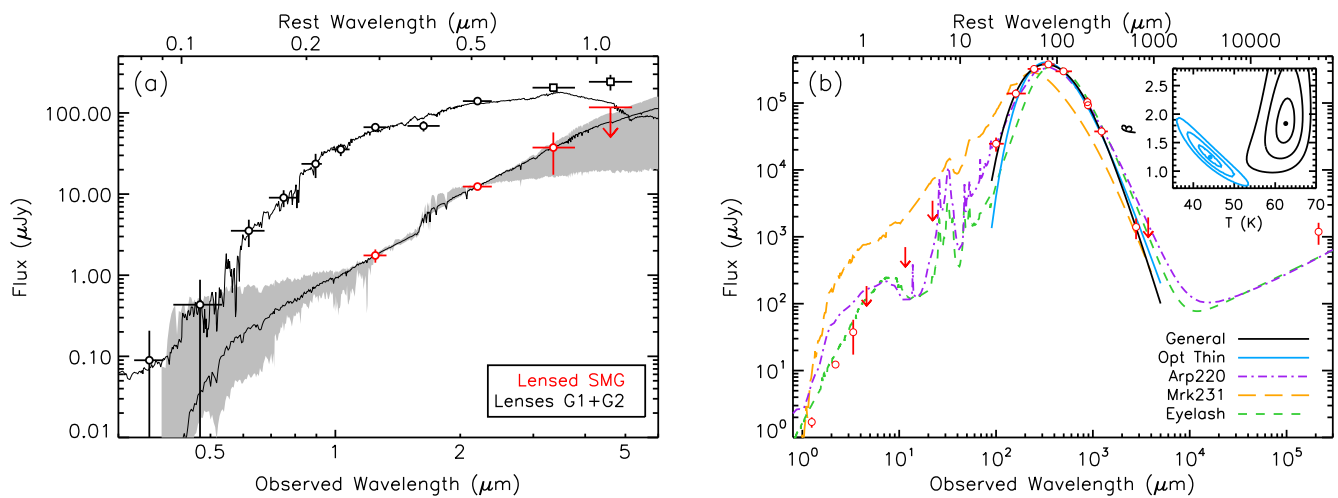 Rest Wavelength (μm)
0.1 0.2 0.5 1.0
(a)
100.00
10.00
1.00
0.10
0.01
Flux (μJy)
Lensed SMG
Lenses G1+G2
0.5 1 2 5
Observed Wavelength (μm)
Rest Wavelength (μm)
1 10 100 1000 10000
(b)
10^5
10^4
10^3
10^2
10^1
10^0
Flux (μJy)
2.5
2.0
1.5
1.0
β
40 50 60 70
T (K)
General
Opt Thin
Arp220
Mrk231
Eyelash
10^0 10^1 10^2 10^3 10^4 10^5
Observed Wavelength (μm)